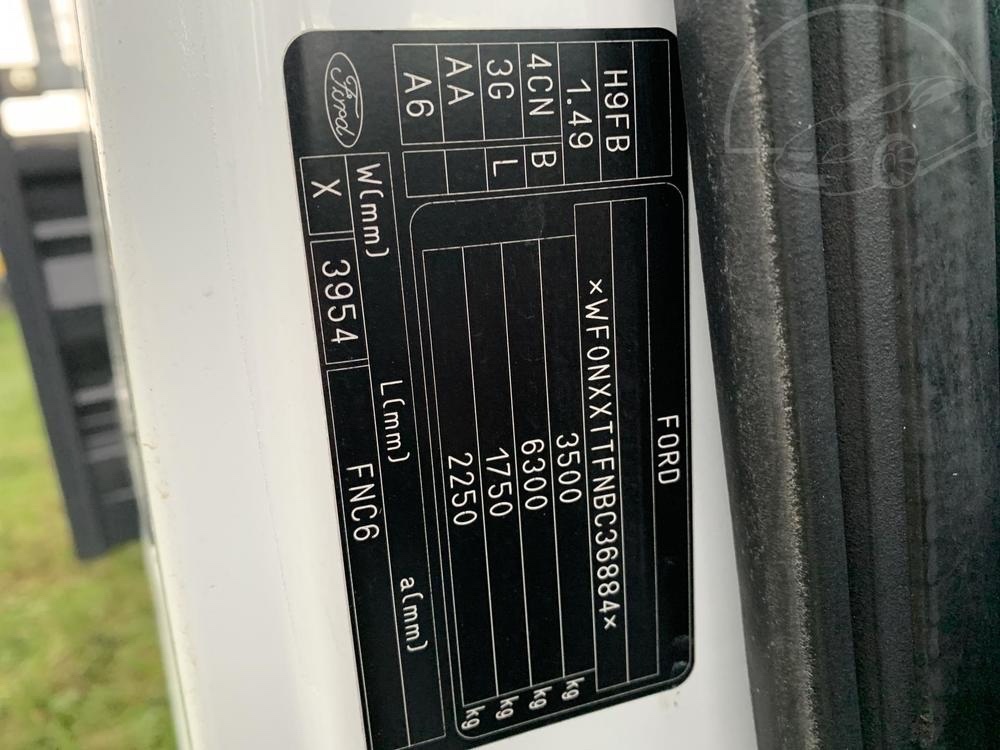 FORD
×WF0NXXTTFNBC36884×
3500 kg
6300 kg
1750 kg
2250 kg
H9FB
1.49
4CN B
3G L
AA
A6
Ford
W(mm) L(mm) a(mm)
X 3954 FNC6